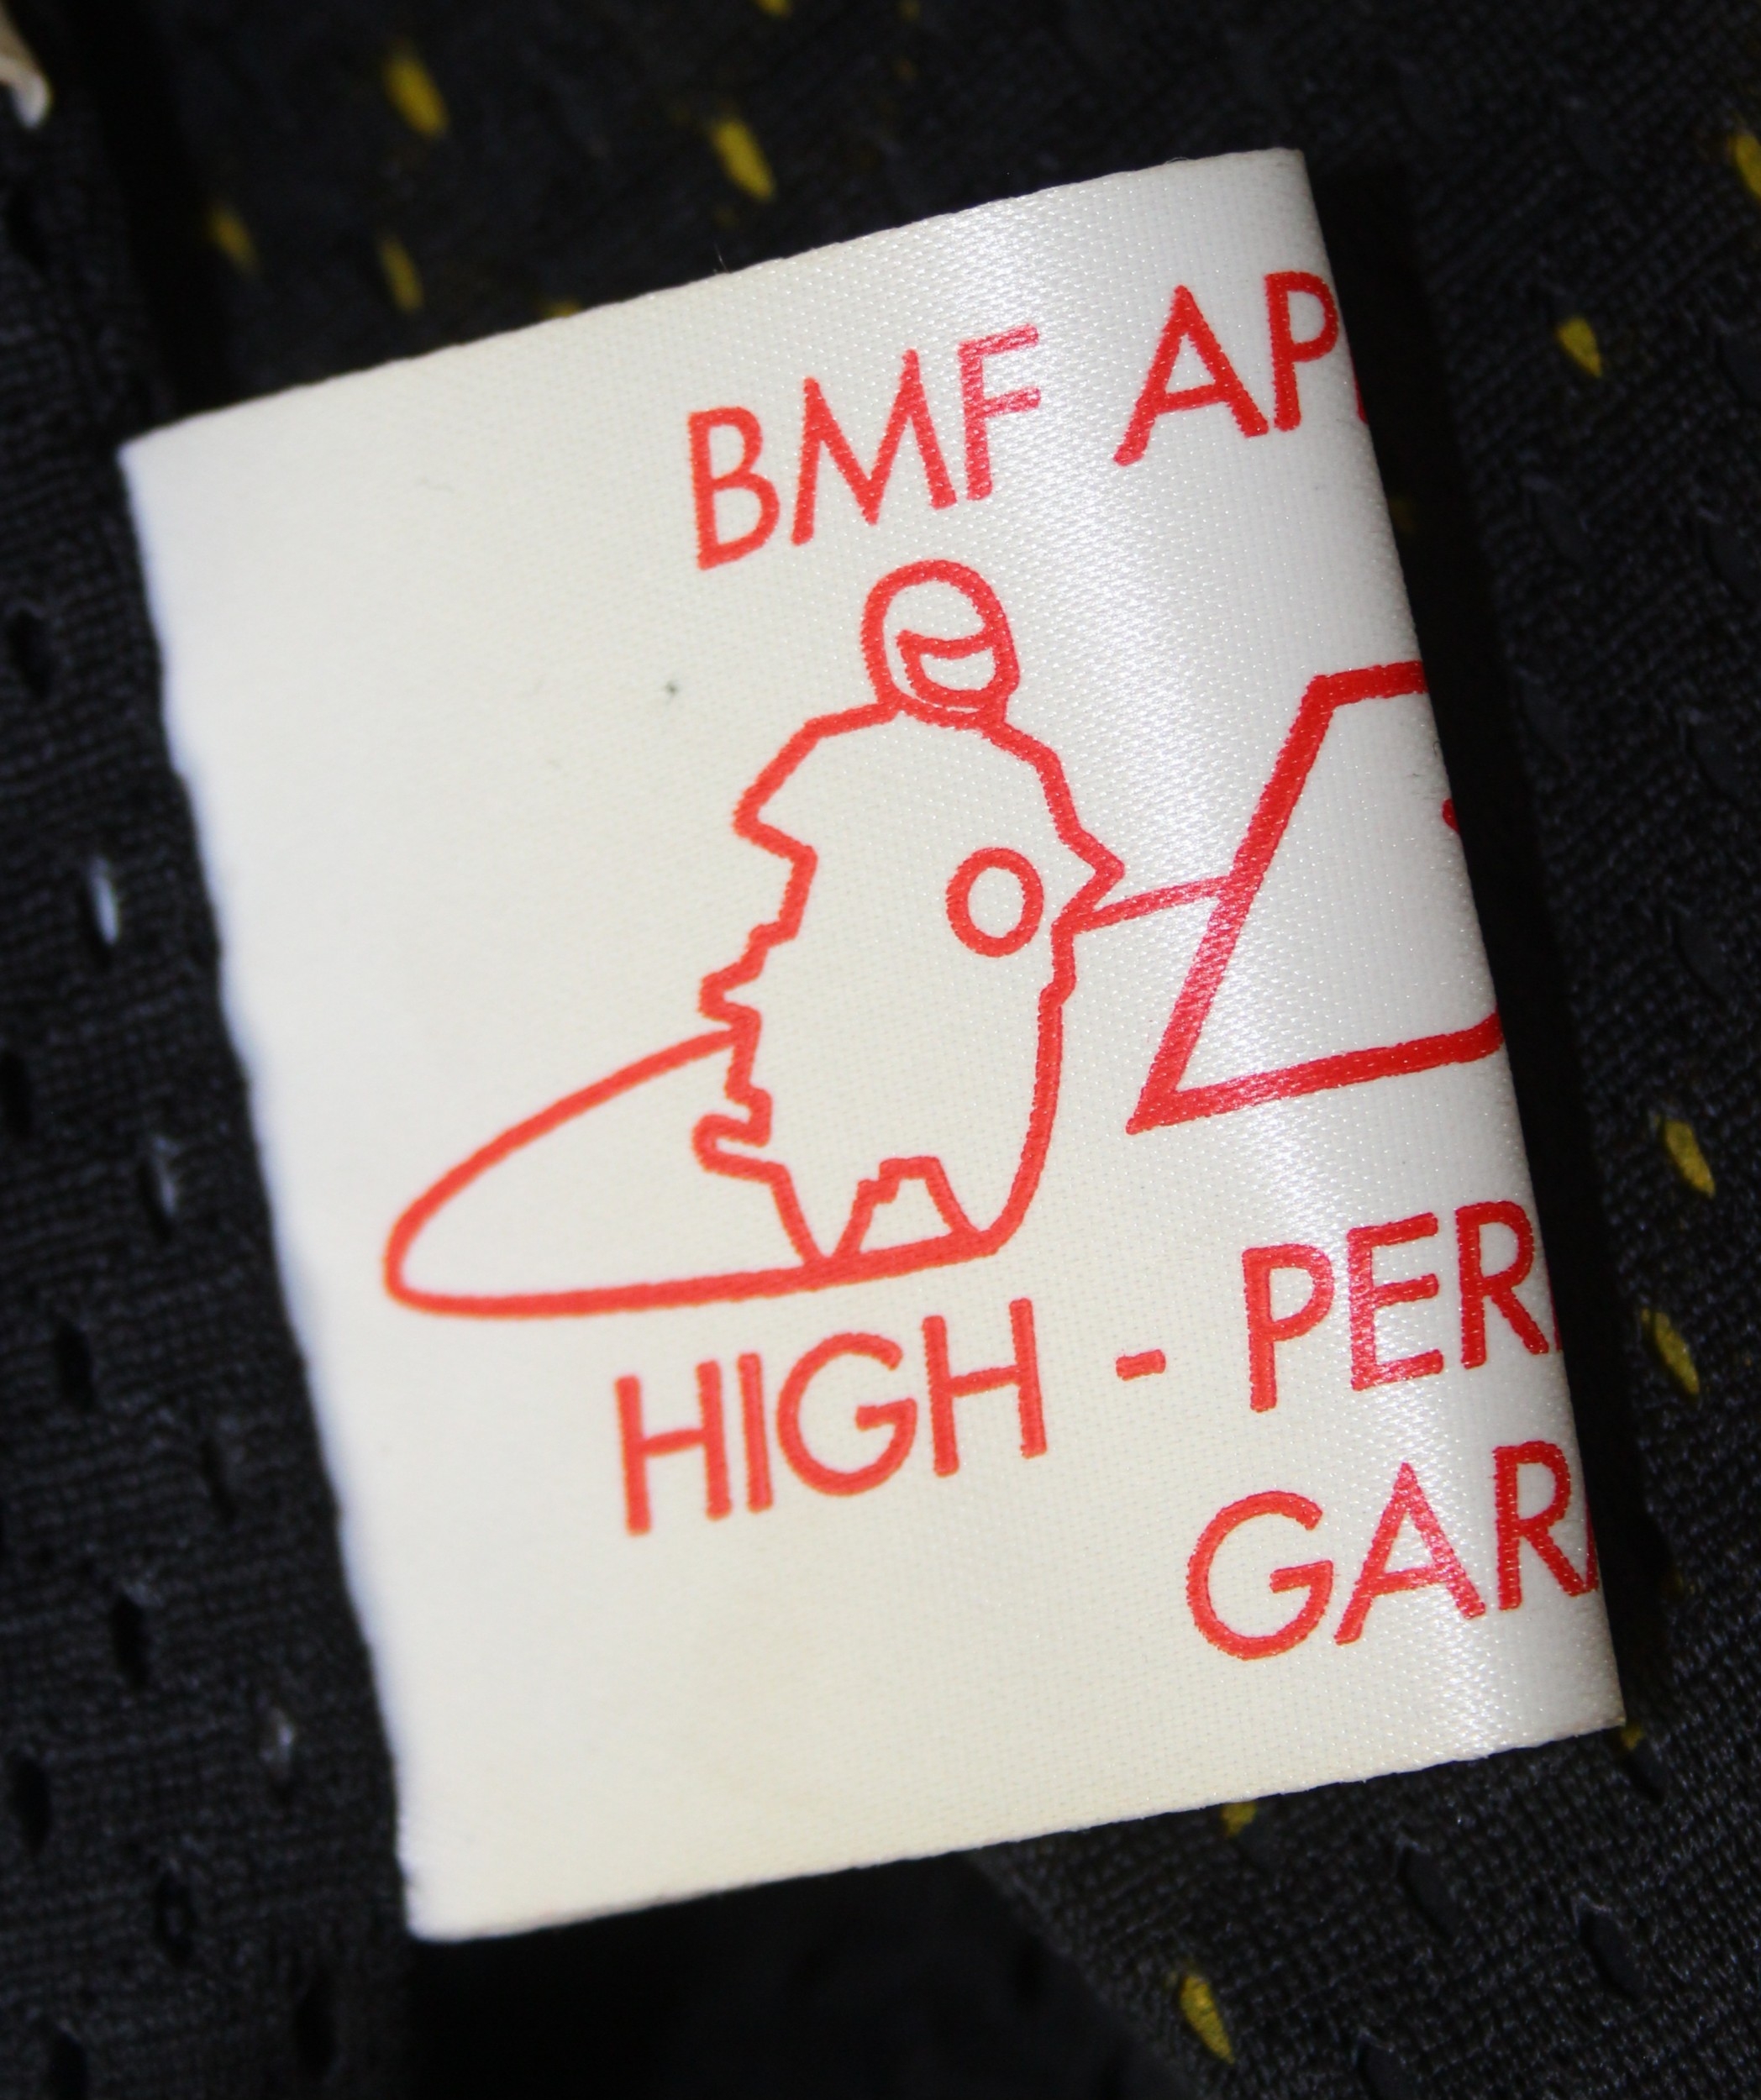 BMF AP
HIGH - PER
GAR